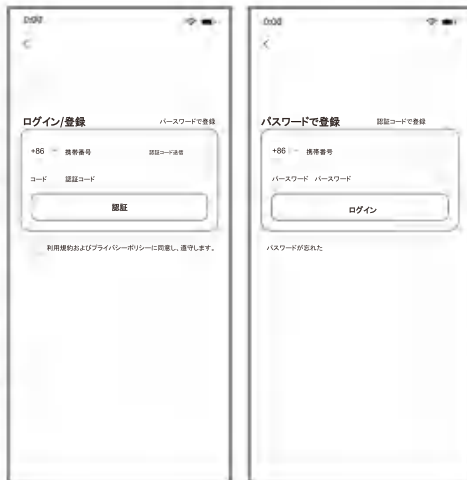 0:00
ログイン/登録 パースワードで登録
+86 携帯番号 認証コード送信
コード 認証コード
認証
利用規約およびプライバシーポリシーに同意し、遵守します。
0:00
パスワードで登録 認証コードで登録
+86 携帯番号
パースワード パースワード
ログイン
パスワードが忘れた